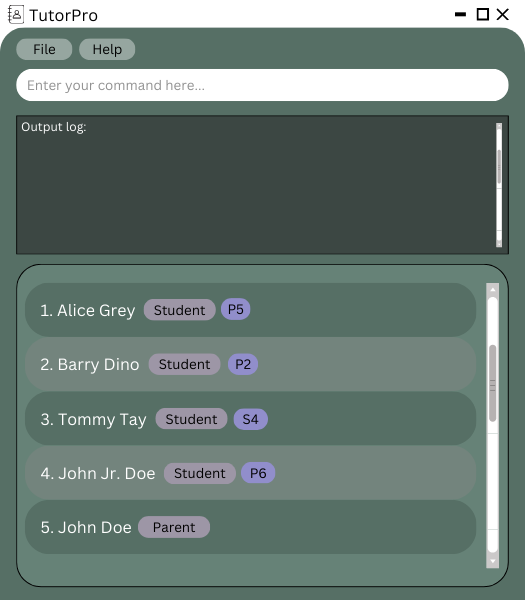 TutorPro
File Help
Enter your command here...
Output log:
1. Alice Grey Student P5
2. Barry Dino Student P2
3. Tommy Tay Student S4
4. John Jr. Doe Student P6
5. John Doe Parent